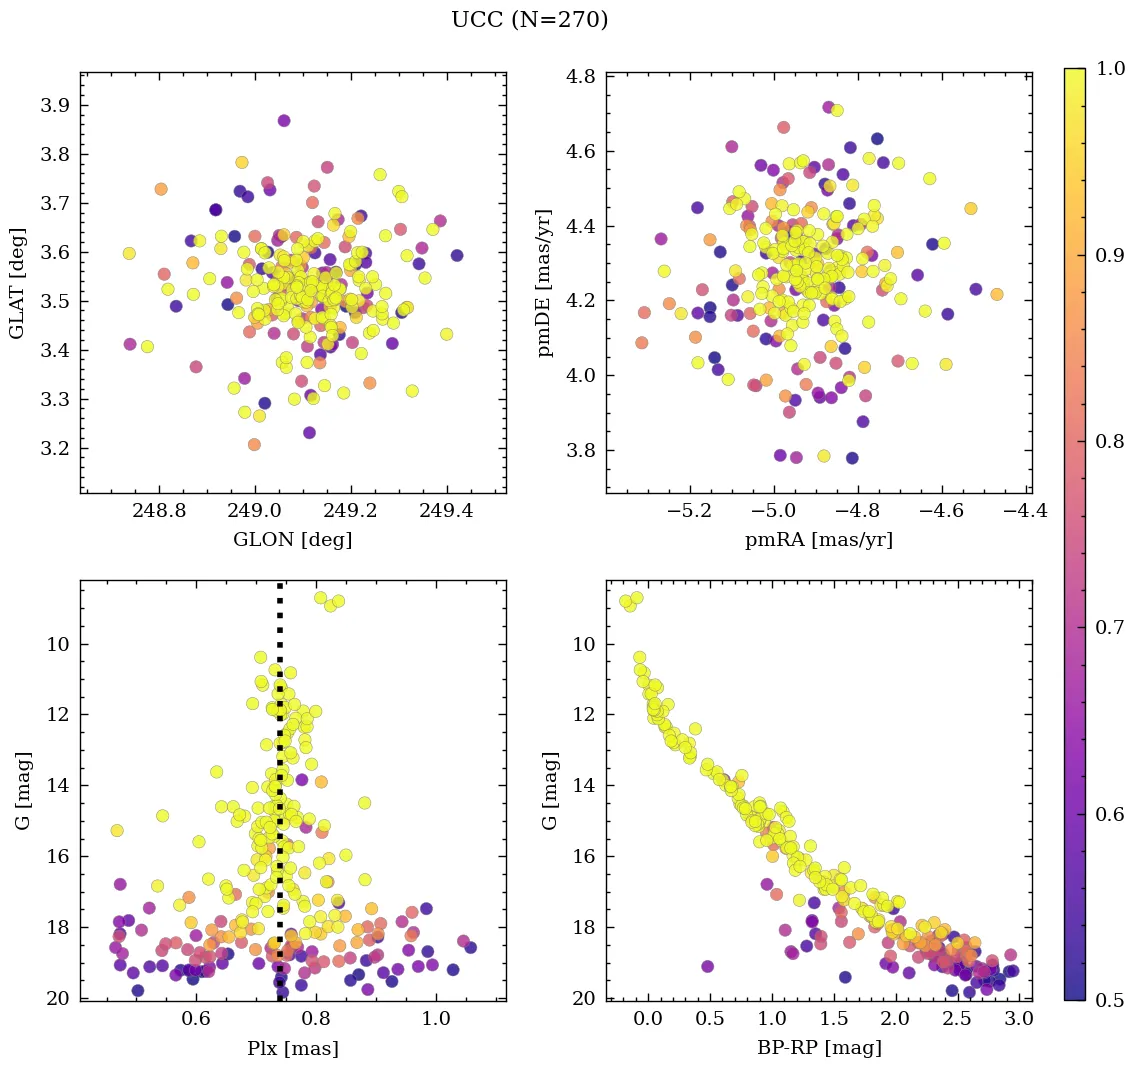 UCC (N=270)
3.9
3.8
3.7
3.6
3.5
3.4
3.3
3.2
GLAT [deg]
248.8 249.0 249.2 249.4
GLON [deg]
4.8
4.6
4.4
4.2
4.0
3.8
pmDE [mas/yr]
−5.2 −5.0 −4.8 −4.6 −4.4
pmRA [mas/yr]
10
12
14
16
18
20
G [mag]
0.6 0.8 1.0
Plx [mas]
10
12
14
16
18
20
G [mag]
0.0 0.5 1.0 1.5 2.0 2.5 3.0
BP-RP [mag]
1.0
0.9
0.8
0.7
0.6
0.5